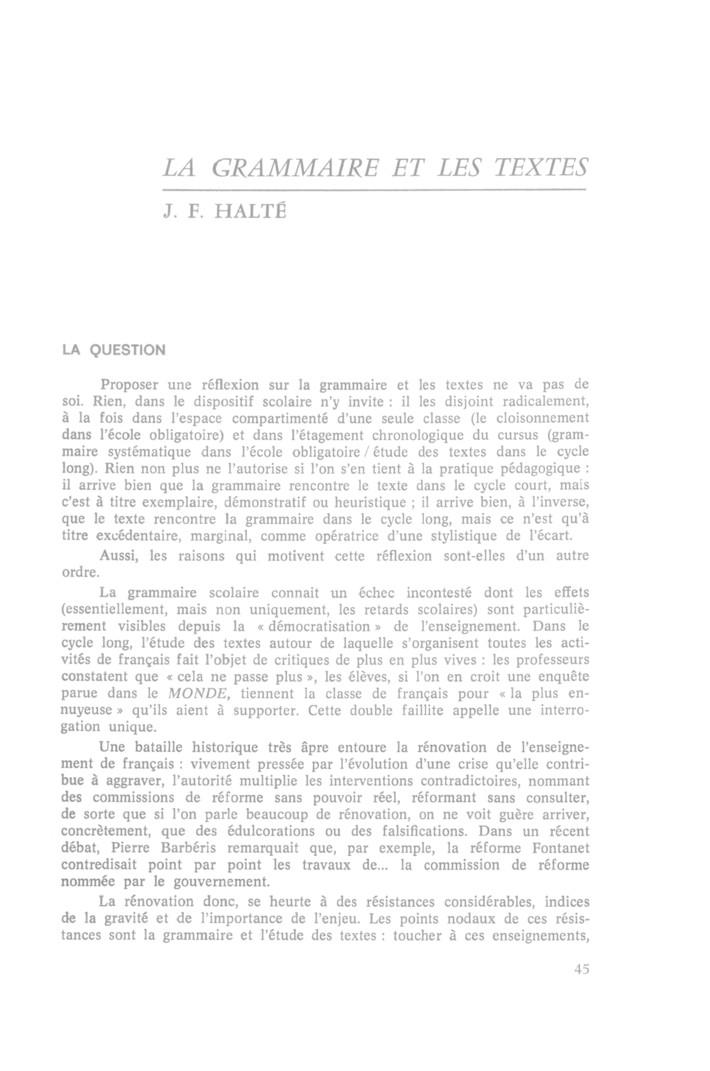 LA GRAMMAIRE ET LES TEXTES
J. F. HALTÉ
LA QUESTION
Proposer une réflexion sur la grammaire et les textes ne va pas de
soi. Rien, dans le dispositif scolaire n'y invite : il les disjoint radicalement,
à la fois dans l'espace compartimenté d'une seule classe (le cloisonnement
dans l'école obligatoire) et dans l'étagement chronologique du cursus (gram-
maire systématique dans l'école obligatoire / étude des textes dans le cycle
long). Rien non plus ne l'autorise si l'on s'en tient à la pratique pédagogique :
il arrive bien que la grammaire rencontre le texte dans le cycle court, mais
c'est à titre exemplaire, démonstratif ou heuristique ; il arrive bien, à l'inverse,
que le texte rencontre la grammaire dans le cycle long, mais ce n'est qu'à
titre excédentaire, marginal, comme opératrice d'une stylistique de l'écart.
Aussi, les raisons qui motivent cette réflexion sont-elles d'un autre
ordre.
La grammaire scolaire connait un échec incontesté dont les effets
(essentiellement, mais non uniquement, les retards scolaires) sont particuliè-
rement visibles depuis la « démocratisation » de l'enseignement. Dans le
cycle long, l'étude des textes autour de laquelle s'organisent toutes les acti-
vités de français fait l'objet de critiques de plus en plus vives : les professeurs
constatent que « cela ne passe plus », les élèves, si l'on en croit une enquête
parue dans le MONDE, tiennent la classe de français pour « la plus en-
nuyeuse » qu'ils aient à supporter. Cette double faillite appelle une interro-
gation unique.
Une bataille historique très âpre entoure la rénovation de l'enseigne-
ment de français : vivement pressée par l'évolution d'une crise qu'elle contri-
bue à aggraver, l'autorité multiplie les interventions contradictoires, nommant
des commissions de réforme sans pouvoir réel, réformant sans consulter,
de sorte que si l'on parle beaucoup de rénovation, on ne voit guère arriver,
concrètement, que des édulcorations ou des falsifications. Dans un récent
débat, Pierre Barbéris remarquait que, par exemple, la réforme Fontanet
contredisait point par point les travaux de... la commission de réforme
nommée par le gouvernement.
La rénovation donc, se heurte à des résistances considérables, indices
de la gravité et de l'importance de l'enjeu. Les points nodaux de ces résis-
tances sont la grammaire et l'étude des textes : toucher à ces enseignements,
45